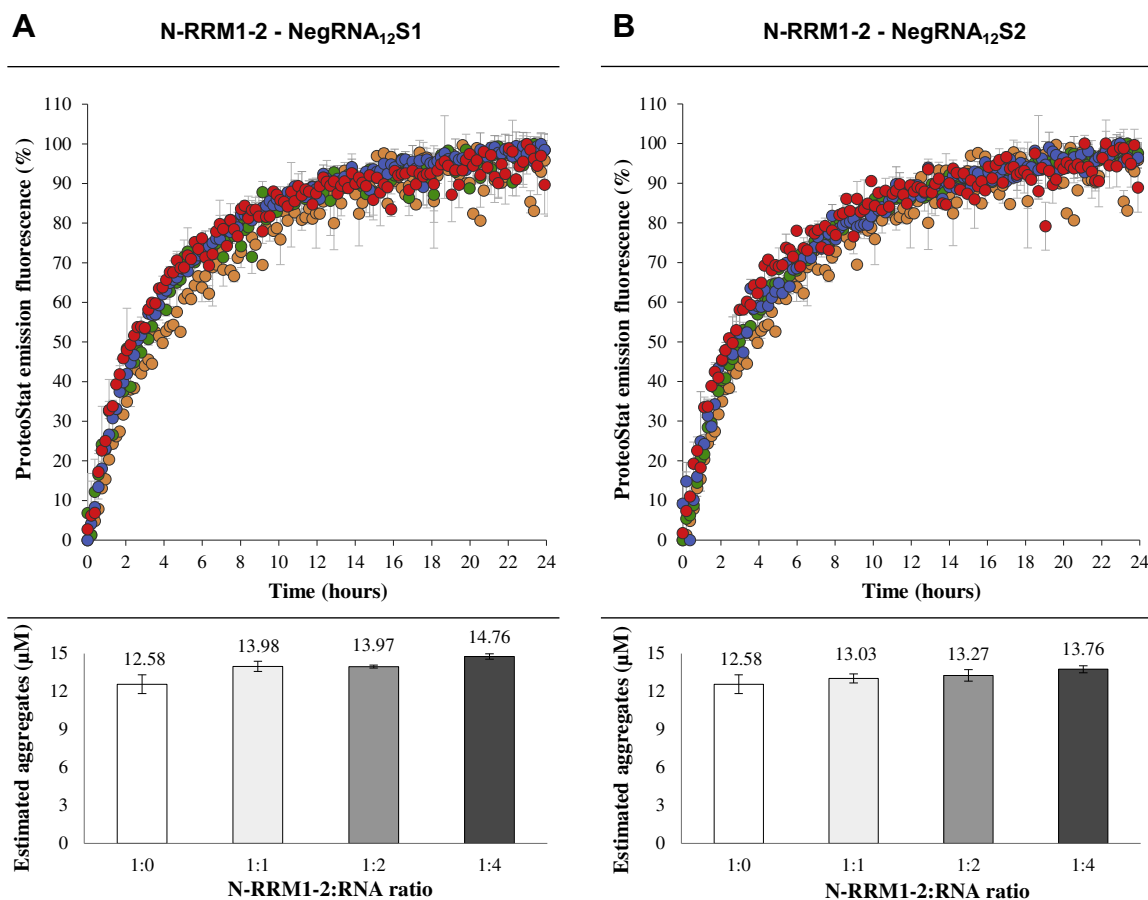 A
N-RRM1-2 - NegRNA₁₂S1
ProteoStat emission fluorescence (%)
110
100
90
80
70
60
50
40
30
20
10
0
0 2 4 6 8 10 12 14 16 18 20 22 24
Time (hours)
Estimated aggregates (µM)
15
12
9
6
3
0
12.58 13.98 13.97 14.76
1:0 1:1 1:2 1:4
N-RRM1-2:RNA ratio
B
N-RRM1-2 - NegRNA₁₂S2
ProteoStat emission fluorescence (%)
110
100
90
80
70
60
50
40
30
20
10
0
0 2 4 6 8 10 12 14 16 18 20 22 24
Time (hours)
Estimated aggregates (µM)
15
12
9
6
3
0
12.58 13.03 13.27 13.76
1:0 1:1 1:2 1:4
N-RRM1-2:RNA ratio